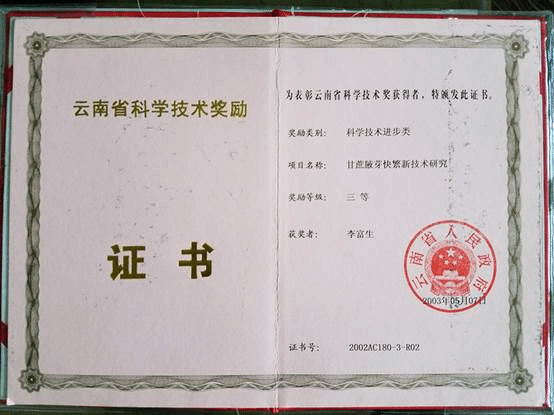 云南省科学技术奖励
证书
为表彰云南省科学技术奖获得者，特颁发此证书。
奖励类别： 科学技术进步类
项目名称： 甘蔗腋芽快繁新技术研究
奖励等级： 三 等
获奖者： 李富生
云南省人民政府
2003年05月07日
证书号： 2002AC180-3-R02